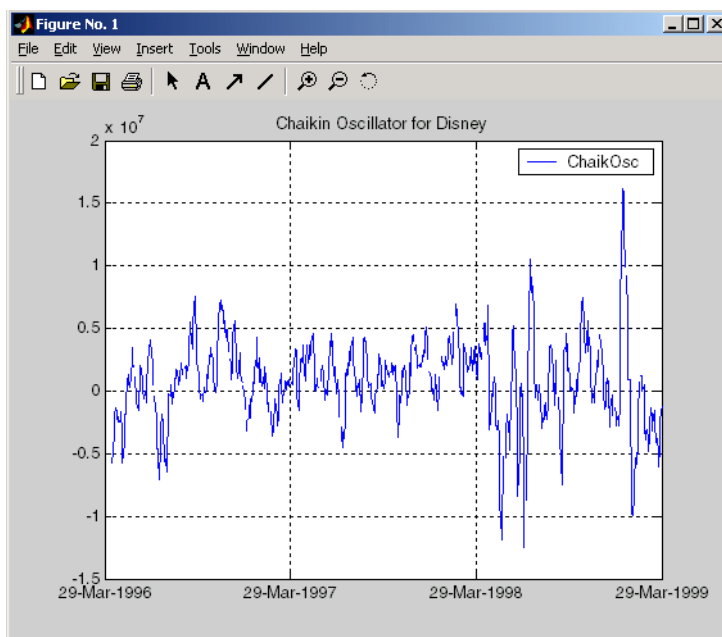 Figure No. 1
File Edit View Insert Tools Window Help
A
x 10^7
Chaikin Oscillator for Disney
ChaikOsc
2
1.5
1
0.5
0
-0.5
-1
-1.5
29-Mar-1996 29-Mar-1997 29-Mar-1998 29-Mar-1999